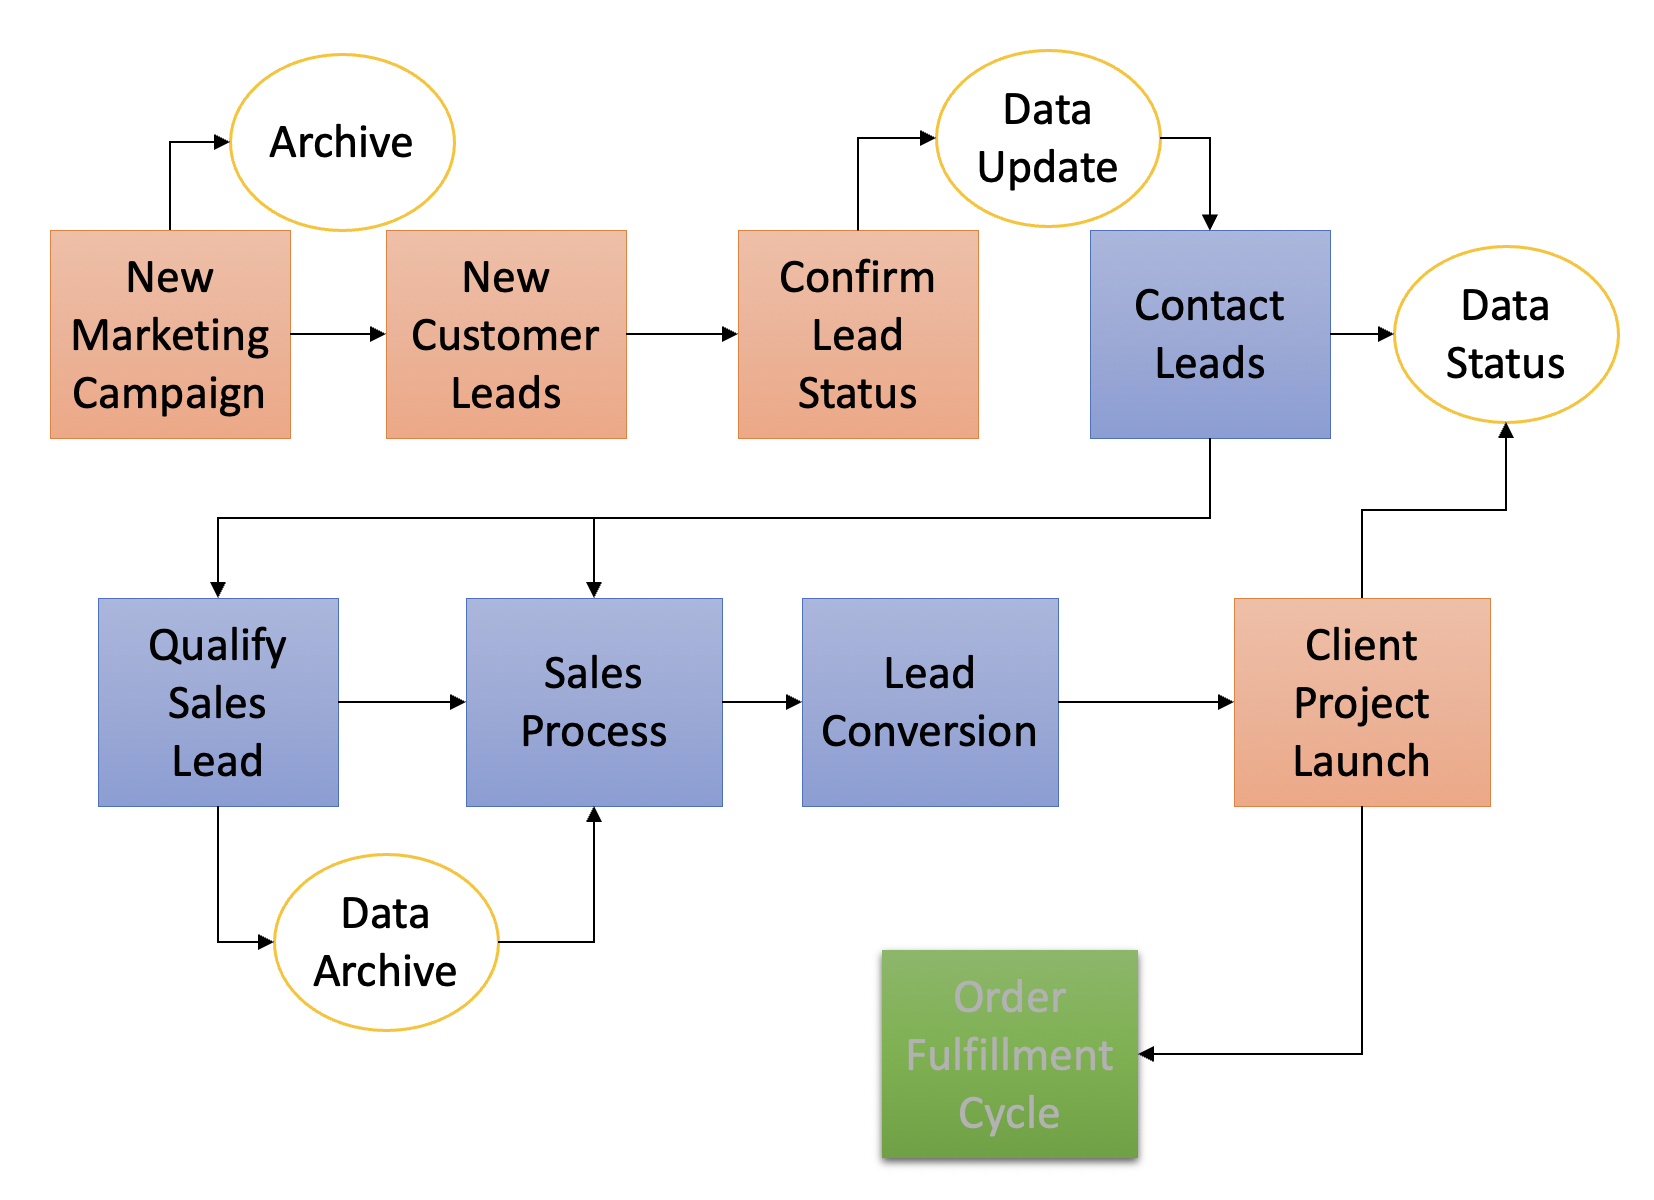 Archive
Data
Update
New
Marketing
Campaign
New
Customer
Leads
Confirm
Lead
Status
Contact
Leads
Data
Status
Qualify
Sales
Lead
Sales
Process
Lead
Conversion
Client
Project
Launch
Data
Archive
Order
Fulfillment
Cycle